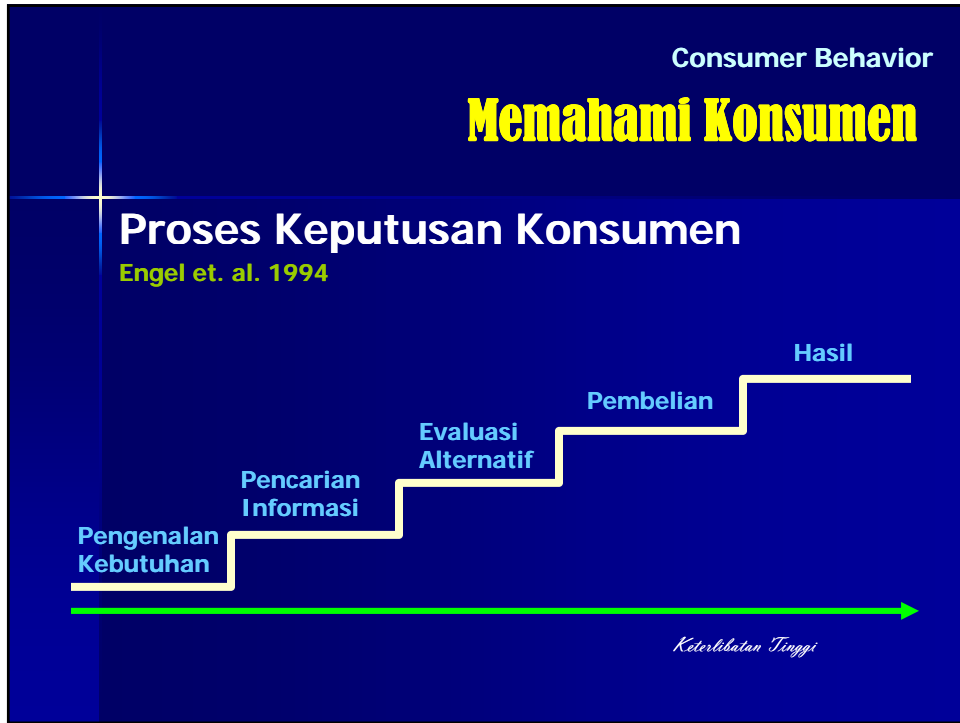 Consumer Behavior
Memahami Konsumen
Proses Keputusan Konsumen
Engel et. al. 1994
Hasil
Pembelian
Evaluasi
Alternatif
Pencarian
Informasi
Pengenalan
Kebutuhan
Keterlibatan Tinggi